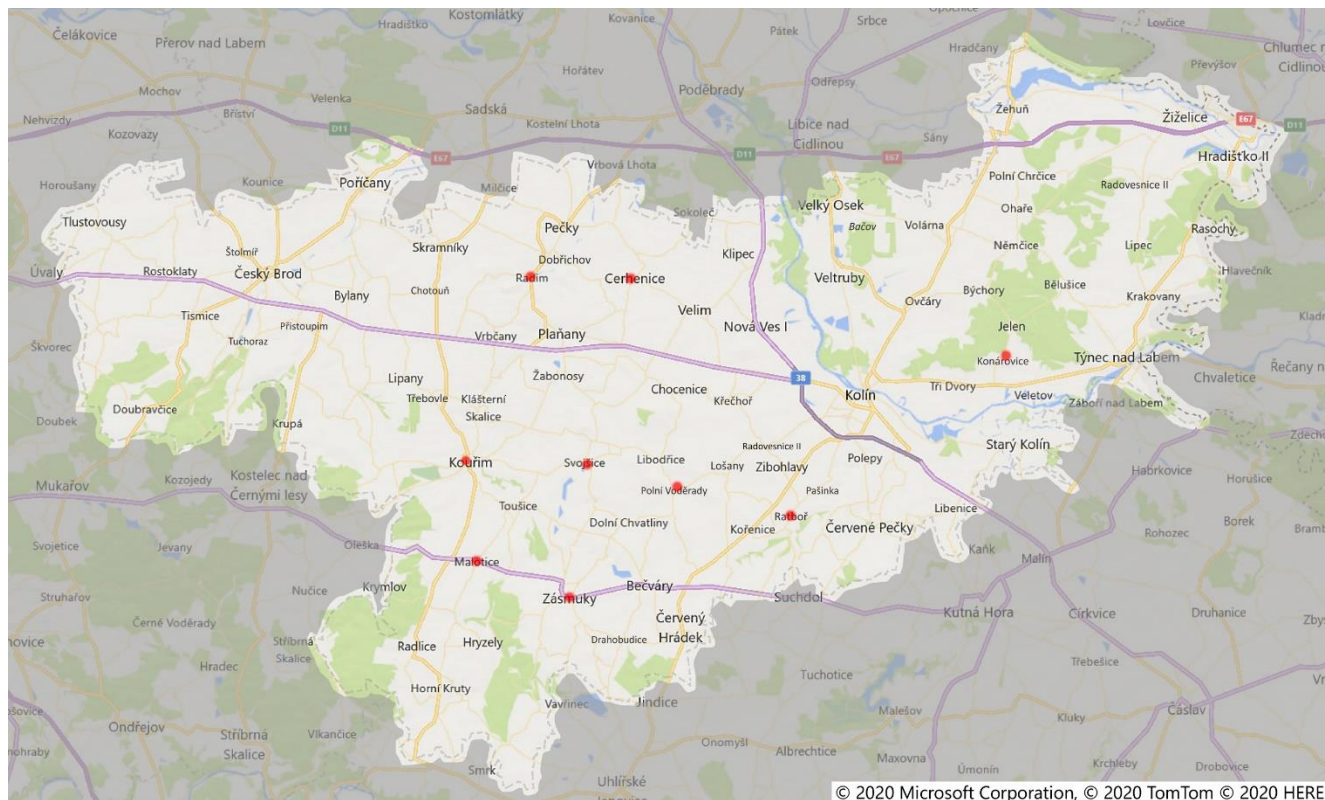 Kostomlátky
Kovanice
Pátek
Srbce
Lovčice
Čelákovice
Přerov nad Labem
Hradištko
Hradčany
Chlumec n
Cidlinou
Převýšov
Hořátev
Odřepsy
Mochov
Velenka
Sadská
Poděbrady
Žehuň
Nehvizdy
Bříství
Kozovazy
D11
Kostelní Lhota
Libice nad
Cidlinou
Sány
Žiželice
E67
D11
E67
D11
E67
Hradišťko II
Horoušany
Kounice
Poříčany
Milčice
Vrbová Lhota
Polní Chrčice
Radovesnice II
Tlustovousy
Sokoleč
Velký Osek
Ohaře
Bačov
Volárna
Rasochy
Štolmíř
Skramníky
Pečky
Klipec
Němčice
Lipec
Úvaly
Rostoklaty
Český Brod
Dobřichov
Radim
Cerhenice
Veltruby
Hlavečník
Bylany
Chotouň
Býchory
Bělušice
Krakovany
Ovčáry
Tismice
Přistoupim
Velim
Nová Ves I
Jelen
Tuchoraz
Vrbčany
Plaňany
Škvorec
Konárovice
Týnec nad Labem
Řečany n
Chvaletice
Lipany
Žabonosy
38
Chocenice
Křečhoř
Kolín
Tři Dvory
Veletov
Záboří nad Labem
Doubravčice
Doubek
Třebovle
Klášterní
Skalice
Krupá
Radovesnice II
Starý Kolín
Zdech
Kouřim
Svojšice
Libodřice
Lošany
Zibohlavy
Polepy
Mukařov
Kozojedy
Kostelec nad
Černými lesy
Habrkovice
Horušice
Polní Voděrady
Pašinka
Toušice
Libenice
Dolní Chvatliny
Kořenice
Ratboř
Červené Pečky
Borek
Rohozec
Svojetice
Jevany
Oleška
Kaňk
Malín
Malotice
Krymlov
Nučice
Bečváry
Suchdol
Struhařov
Zásmuky
Kutná Hora
Církvice
Druhanice
Černé Voděrady
Červený
Hrádek
Stříbrná
Skalice
Radlice
Hryzely
Drahobudice
Hradec
Třebešice
Tuchotice
Horní Kruty
Vavřinec
Jindice
Malešov
Kluky
Čáslav
Ondřejov
Stříbrná
Skalice
Vlkančice
Onomyšl
Albrechtice
Maxovna
Smrk
Úmonín
Krchleby
Drobovice
Uhlířské
© 2020 Microsoft Corporation, © 2020 TomTom © 2020 HERE